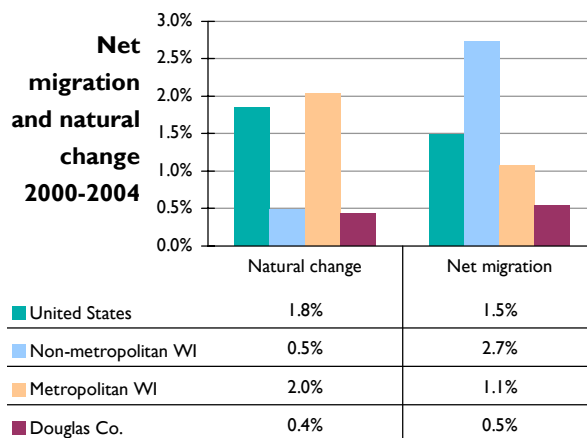 Net
migration
and natural
change
2000-2004
3.0%
2.5%
2.0%
1.5%
1.0%
0.5%
0.0%
Natural change Net migration
United States 1.8% 1.5%
Non-metropolitan WI 0.5% 2.7%
Metropolitan WI 2.0% 1.1%
Douglas Co. 0.4% 0.5%